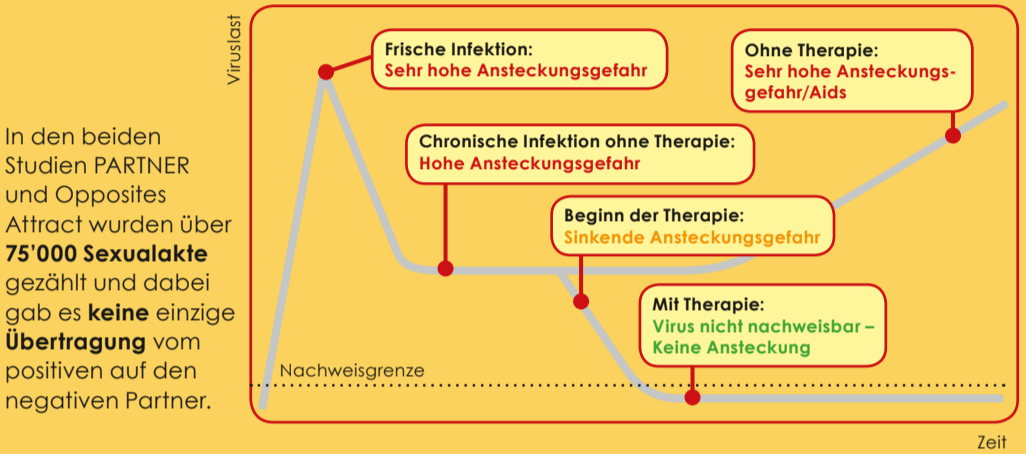 In den beiden
Studien PARTNER
und Opposites
Attract wurden über
75’000 Sexualakte
gezählt und dabei
gab es keine einzige
Übertragung vom
positiven auf den
negativen Partner.
Viruslast
Frische Infektion:
Sehr hohe Ansteckungsgefahr
Ohne Therapie:
Sehr hohe Ansteckungs-
gefahr/Aids
Chronische Infektion ohne Therapie:
Hohe Ansteckungsgefahr
Beginn der Therapie:
Sinkende Ansteckungsgefahr
Mit Therapie:
Virus nicht nachweisbar –
Keine Ansteckung
Nachweisgrenze
Zeit